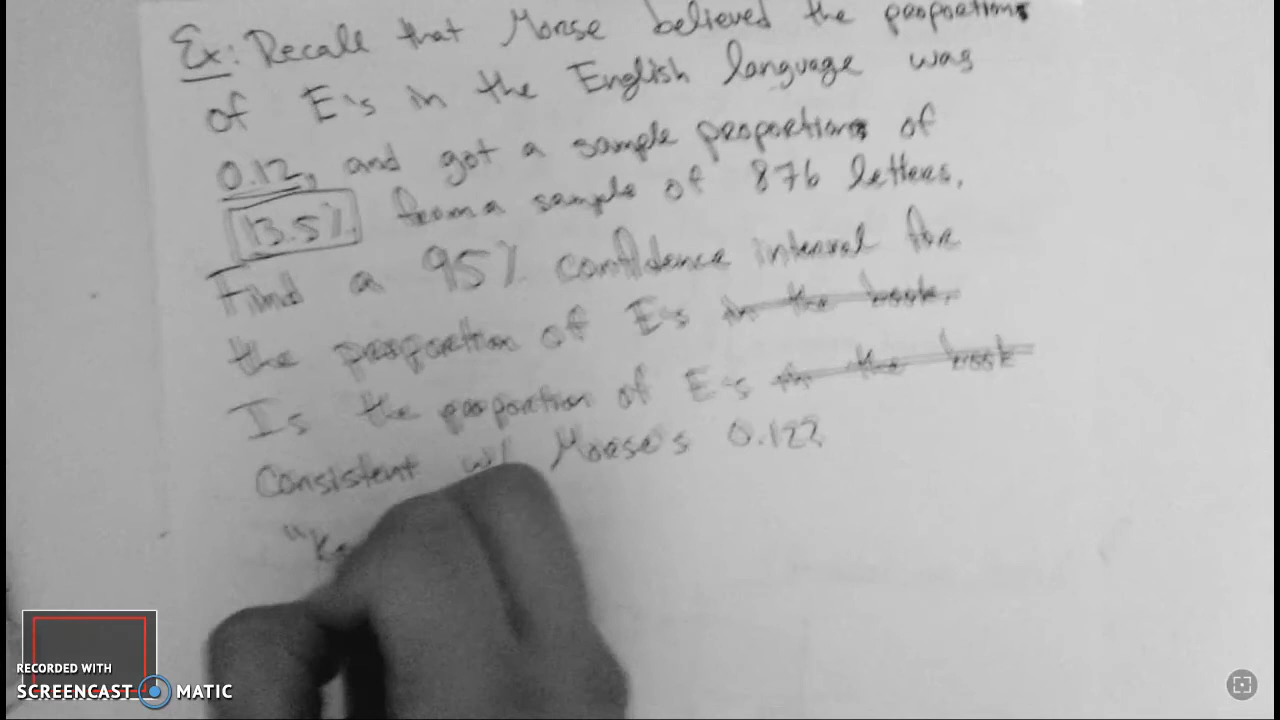 Ex: Recall that Morse believed the proportion
of E's in the English language was
0.12, and got a sample proportion of
13.5% from a sample of 876 letters.
Find a 95% confidence interval for
the proportion of E's in the book.
Is the proportion of E's in the book
Consistent w/ Morse's 0.12?
RECORDED WITH
SCREENCAST MATIC